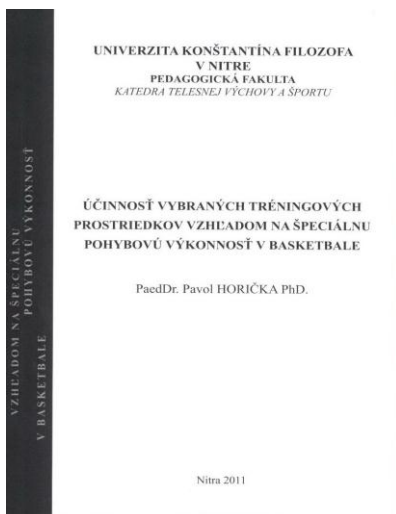 UNIVERZITA KONŠTANTÍNA FILOZOFA
V NITRE
PEDAGOGICKÁ FAKULTA
KATEDRA TELESNEJ VÝCHOVY A ŠPORTU
ÚČINNOSŤ VYBRANÝCH TRÉNINGOVÝCH
PROSTRIEDKOV VZHĽADOM NA ŠPECIÁLNU
POHYBOVÚ VÝKONNOSŤ V BASKETBALE
PaedDr. Pavol HORIČKA PhD.
Nitra 2011
VZHĽADOM NA ŠPECIÁLNU
POHYBOVÚ VÝKONNOSŤ
V BASKETBALE